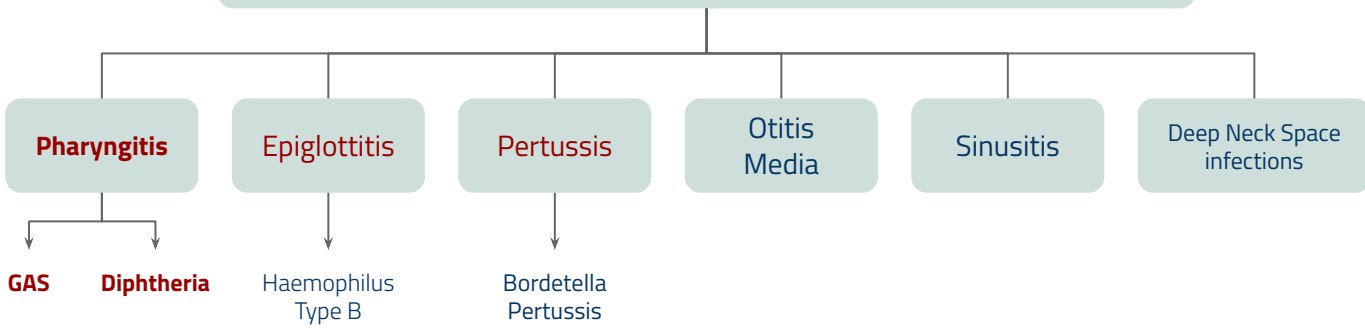 Pharyngitis
Epiglottitis
Pertussis
Otitis
Media
Sinusitis
Deep Neck Space
infections
GAS
Diphtheria
Haemophilus
Type B
Bordetella
Pertussis